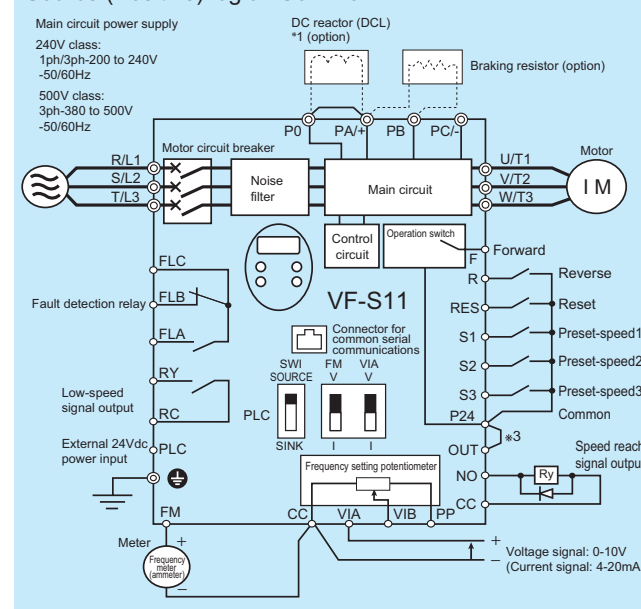 Main circuit power supply
240V class:
1ph/3ph-200 to 240V
-50/60Hz
500V class:
3ph-380 to 500V
-50/60Hz
DC reactor (DCL)
*1 (option)
Braking resistor (option)
P0
PA/+
PB
PC/-
Motor circuit breaker
R/L1
S/L2
T/L3
Noise
filter
Main circuit
U/T1
V/T2
W/T3
Motor
I M
Control
circuit
Operation switch
F
Forward
R
Reverse
FLC
Fault detection relay
FLB
FLA
VF-S11
RES
Reset
Connector for
common serial
communications
S1
Preset-speed1
S2
Preset-speed2
S3
Preset-speed3
RY
Low-speed
signal output
RC
SWI
SOURCE
PLC
SINK
FM
V
I
VIA
V
I
P24
Common
*3
OUT
External 24Vdc
power input
PLC
Speed reach
signal outpu
NO
Ry
CC
Frequency setting potentiometer
FM
CC
VIA
VIB
PP
Meter
+
Frequency
meter
(ammeter)
−
+
Voltage signal: 0-10V
−
(Current signal: 4-20mA